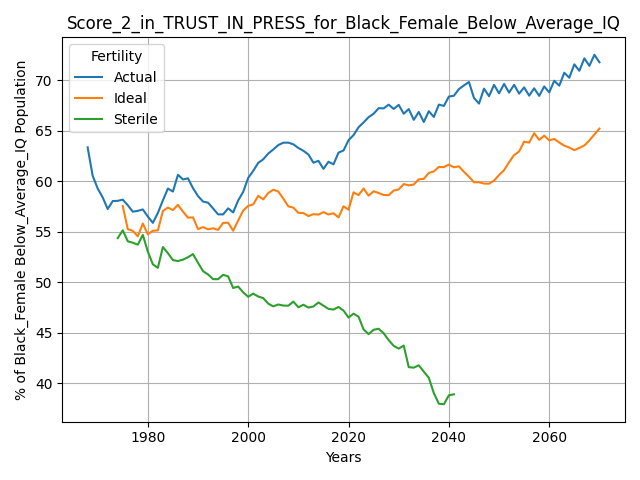 Score_2_in_TRUST_IN_PRESS_for_Black_Female_Below_Average_IQ
Fertility
Actual
Ideal
Sterile
% of Black_Female Below_Average_IQ Population
70
65
60
55
50
45
40
1980
2000
2020
2040
2060
Years